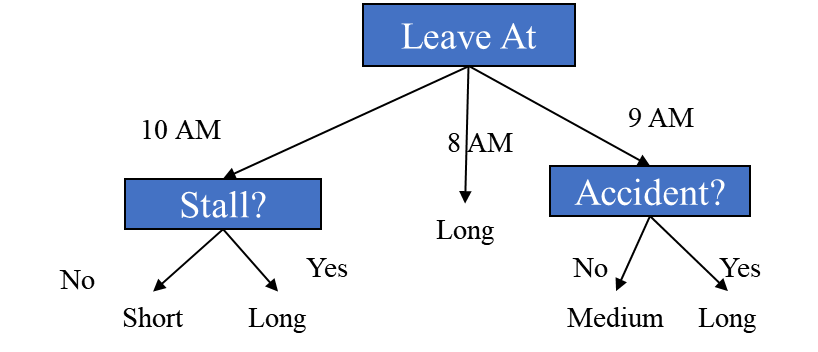 Leave At
10 AM
8 AM
9 AM
Stall?
Accident?
Long
No
Yes
No
Yes
Short
Long
Medium
Long